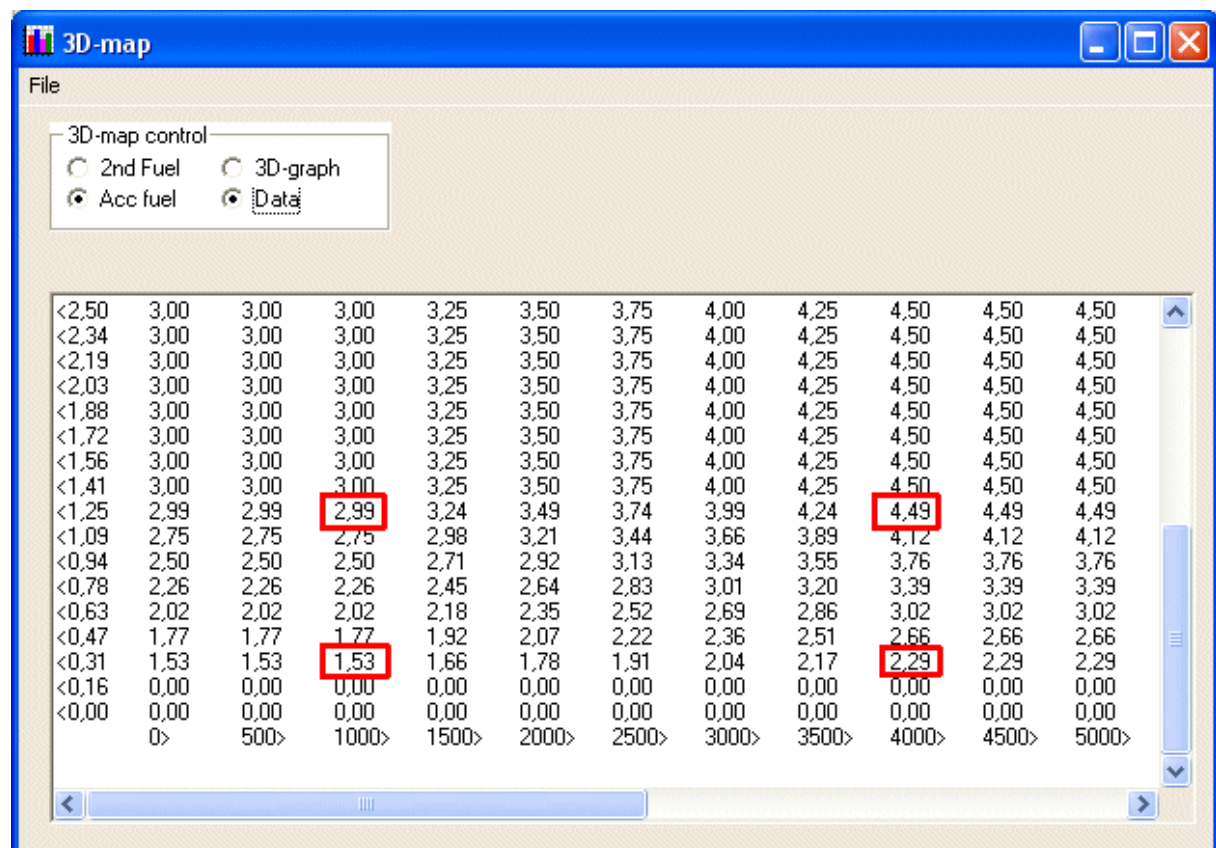 3D-map
File
3D-map control
2nd Fuel 3D-graph
Acc fuel Data
<2,50 3,00 3,00 3,00 3,25 3,50 3,75 4,00 4,25 4,50 4,50 4,50
<2,34 3,00 3,00 3,00 3,25 3,50 3,75 4,00 4,25 4,50 4,50 4,50
<2,19 3,00 3,00 3,00 3,25 3,50 3,75 4,00 4,25 4,50 4,50 4,50
<2,03 3,00 3,00 3,00 3,25 3,50 3,75 4,00 4,25 4,50 4,50 4,50
<1,88 3,00 3,00 3,00 3,25 3,50 3,75 4,00 4,25 4,50 4,50 4,50
<1,72 3,00 3,00 3,00 3,25 3,50 3,75 4,00 4,25 4,50 4,50 4,50
<1,56 3,00 3,00 3,00 3,25 3,50 3,75 4,00 4,25 4,50 4,50 4,50
<1,41 3,00 3,00 3,00 3,25 3,50 3,75 4,00 4,25 4,50 4,50 4,50
<1,25 2,99 2,99 2,99 3,24 3,49 3,74 3,99 4,24 4,49 4,49 4,49
<1,09 2,75 2,75 2,75 2,98 3,21 3,44 3,66 3,89 4,12 4,12 4,12
<0,94 2,50 2,50 2,50 2,71 2,92 3,13 3,34 3,55 3,76 3,76 3,76
<0,78 2,26 2,26 2,26 2,45 2,64 2,83 3,01 3,20 3,39 3,39 3,39
<0,63 2,02 2,02 2,02 2,18 2,35 2,52 2,69 2,86 3,02 3,02 3,02
<0,47 1,77 1,77 1,77 1,92 2,07 2,22 2,36 2,51 2,66 2,66 2,66
<0,31 1,53 1,53 1,53 1,66 1,78 1,91 2,04 2,17 2,29 2,29 2,29
<0,16 0,00 0,00 0,00 0,00 0,00 0,00 0,00 0,00 0,00 0,00 0,00
<0,00 0,00 0,00 0,00 0,00 0,00 0,00 0,00 0,00 0,00 0,00 0,00
0> 500> 1000> 1500> 2000> 2500> 3000> 3500> 4000> 4500> 5000>